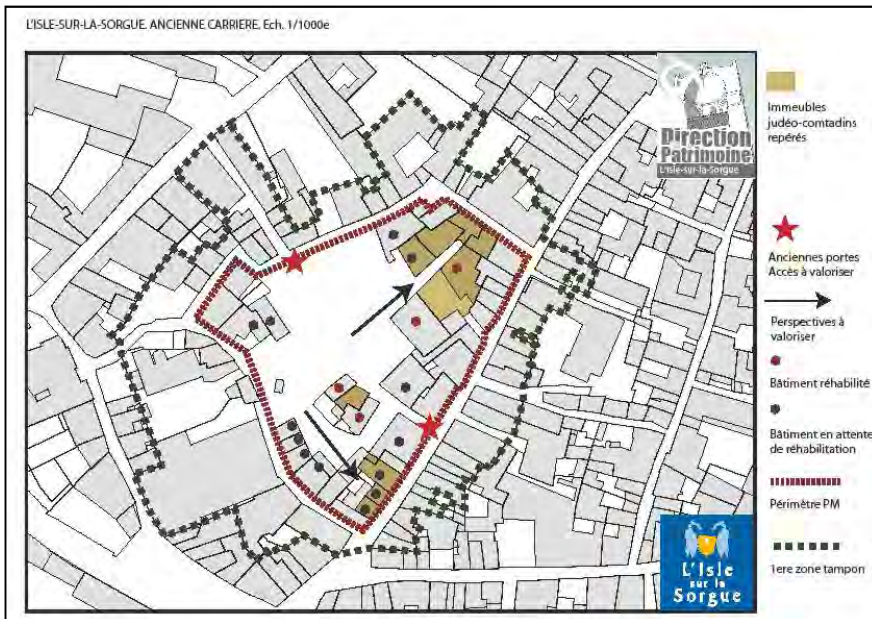 L'ISLE-SUR-LA-SORGUE. ANCIENNE CARRIERE. Ech. 1/1000e
Direction
Patrimoine
L'Isle-sur-la-Sorgue
Immeubles
judéo-comtadins
repérés
Anciennes portes
Accès à valoriser
Perspectives à
valoriser
Bâtiment réhabilité
Bâtiment en attente
de réhabilitation
Périmètre PM
1ere zone tampon
L'Isle
sur la
Sorgue